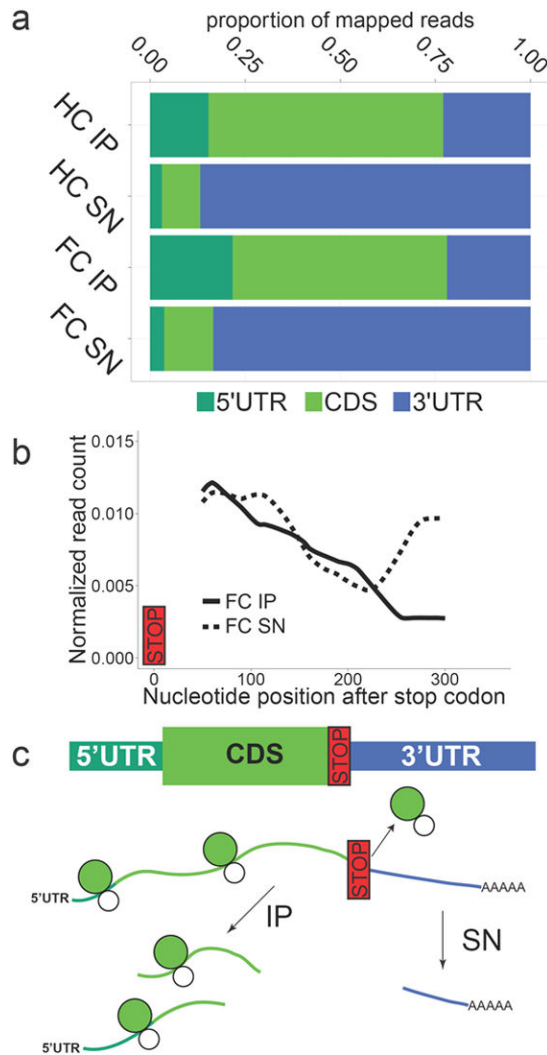 a
proportion of mapped reads
0.00 0.25 0.50 0.75 1.00
HC IP
HC SN
FC IP
FC SN
5'UTR CDS 3'UTR
b
Normalized read count
0.015
0.010
0.005
0.000
FC IP
FC SN
STOP
0 100 200 300
Nucleotide position after stop codon
c
5'UTR CDS STOP 3'UTR
STOP
5'UTR
AAAAA
IP
SN
AAAAA
5'UTR